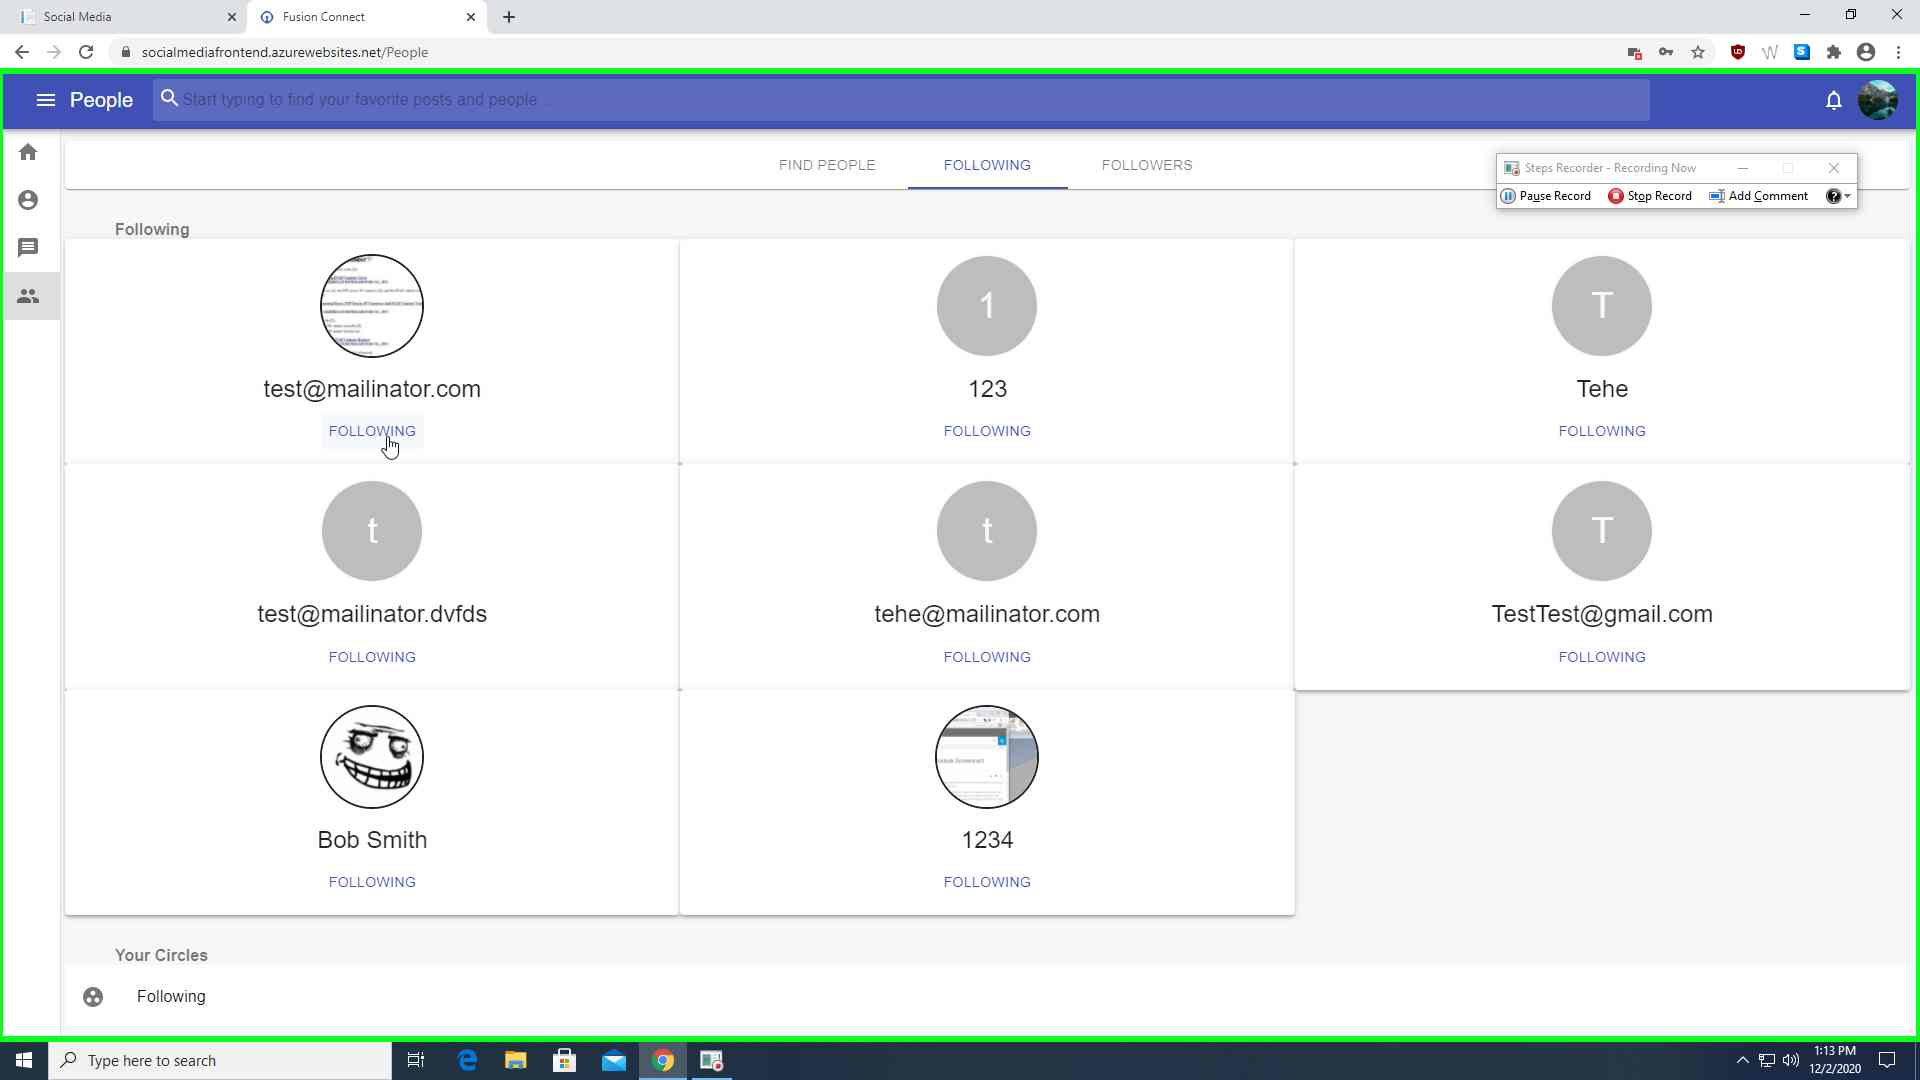 Social Media
Fusion Connect
socialmediafrontend.azurewebsites.net/People
People
Start typing to find your favorite posts and people ...
FIND PEOPLE
FOLLOWING
FOLLOWERS
Steps Recorder - Recording Now
Pause Record
Stop Record
Add Comment
Following
1
T
test@mailinator.com
123
Tehe
FOLLOWING
FOLLOWING
FOLLOWING
t
t
T
test@mailinator.dvfds
tehe@mailinator.com
TestTest@gmail.com
FOLLOWING
FOLLOWING
FOLLOWING
Bob Smith
1234
FOLLOWING
FOLLOWING
Your Circles
Following
Type here to search
1:13 PM
12/2/2020